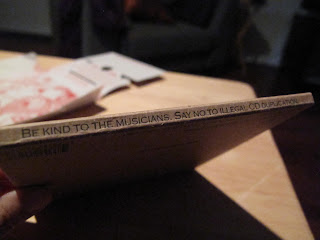 BE KIND TO THE MUSICIANS. SAY NO TO ILLEGAL CD DUPLICATION.